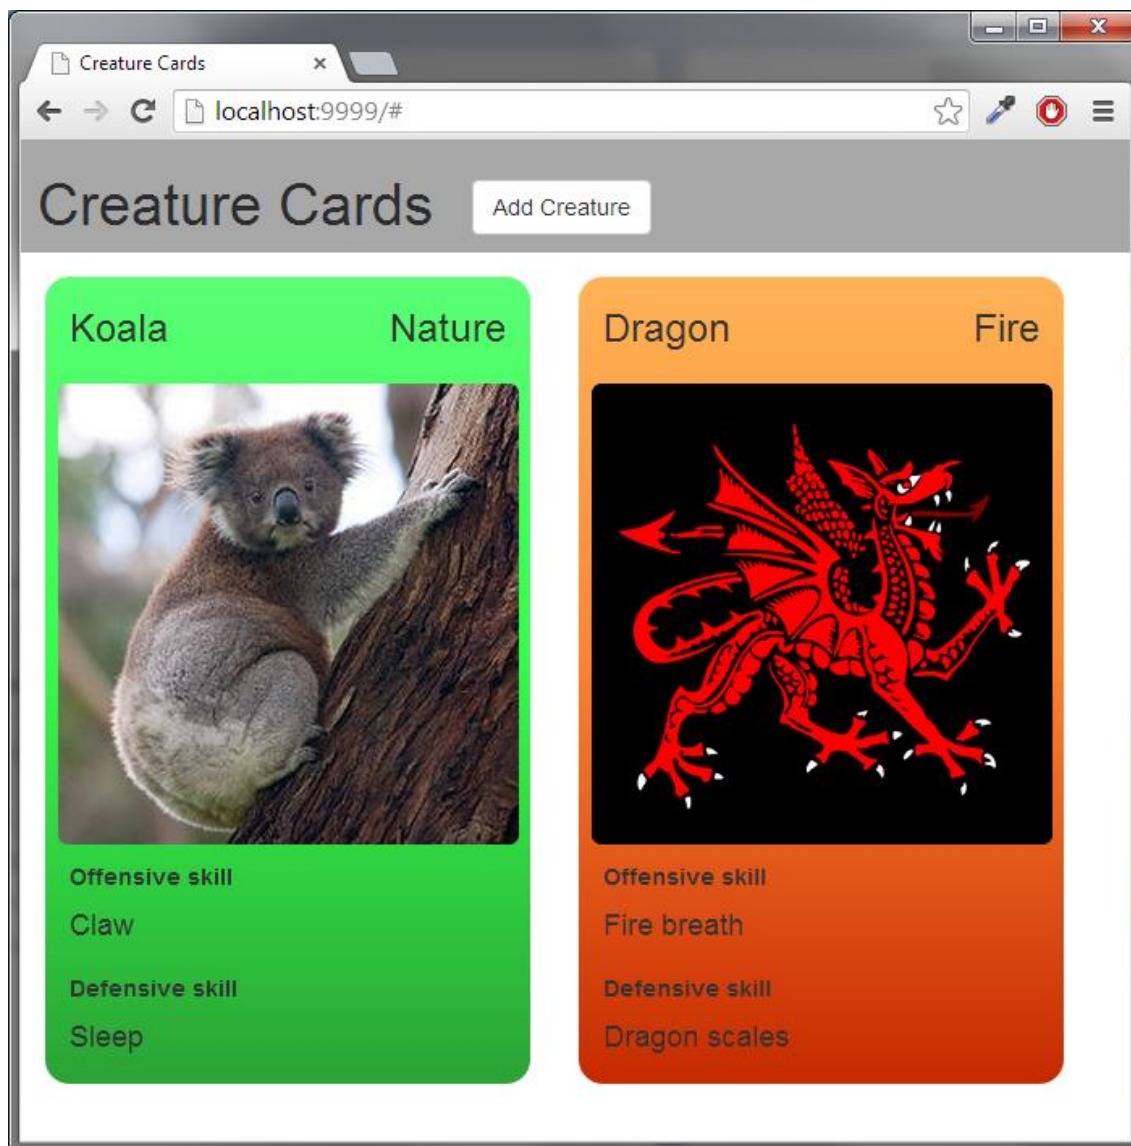 Creature Cards
localhost:9999/#
Creature Cards Add Creature
Koala Nature
Offensive skill
Claw
Defensive skill
Sleep
Dragon Fire
Offensive skill
Fire breath
Defensive skill
Dragon scales